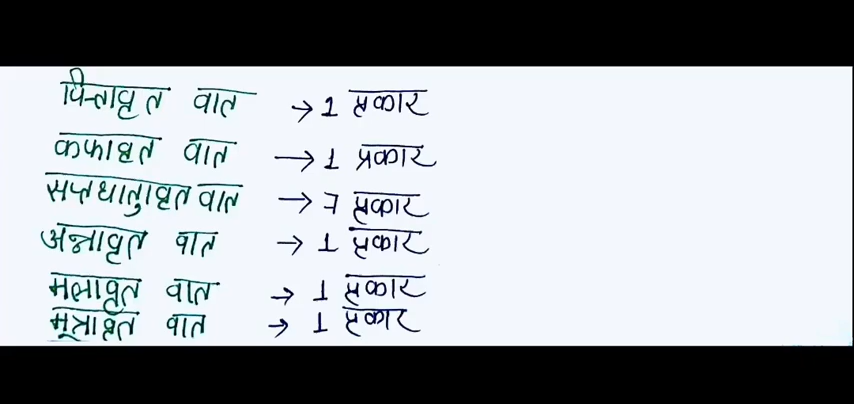 पित्तावृत वात → 1 प्रकार
कफावृत वात → 1 प्रकार
सप्तधातुावृत वात → 7 प्रकार
अन्नावृत वात → 1 प्रकार
मलावृत वात → 1 प्रकार
मूत्रावृत वात → 1 प्रकार